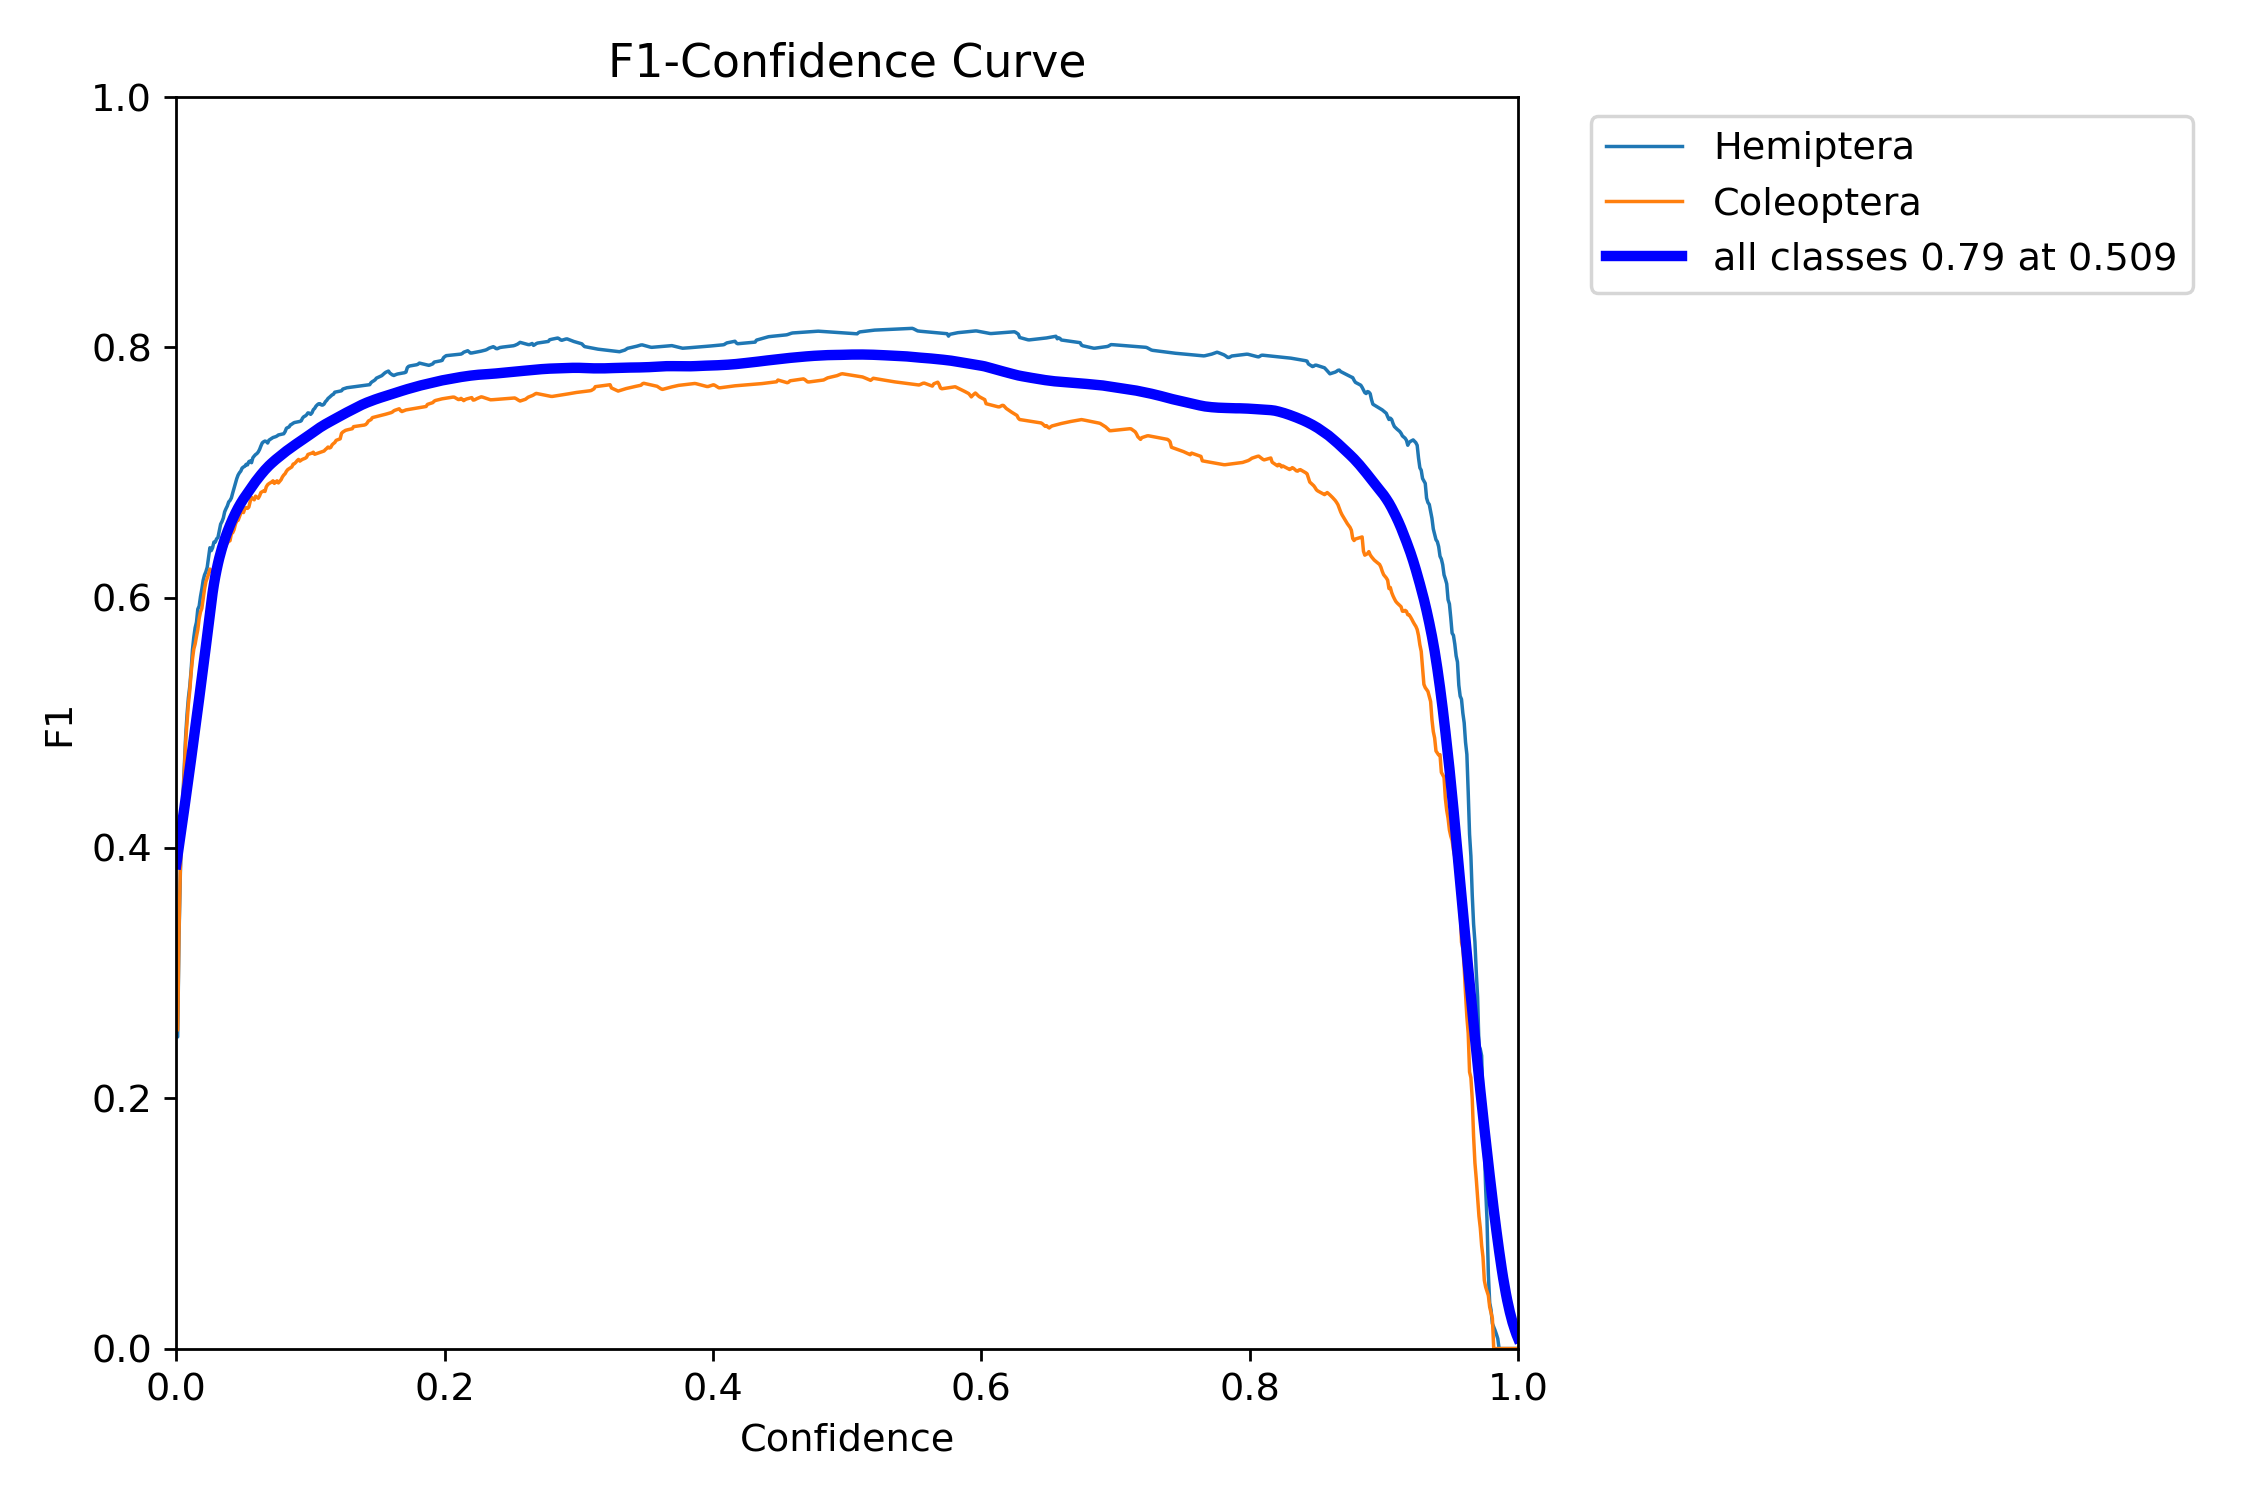 F1-Confidence Curve
1.0
0.8
0.6
0.4
0.2
0.0
F1
0.0 0.2 0.4 0.6 0.8 1.0
Confidence
Hemiptera
Coleoptera
all classes 0.79 at 0.509